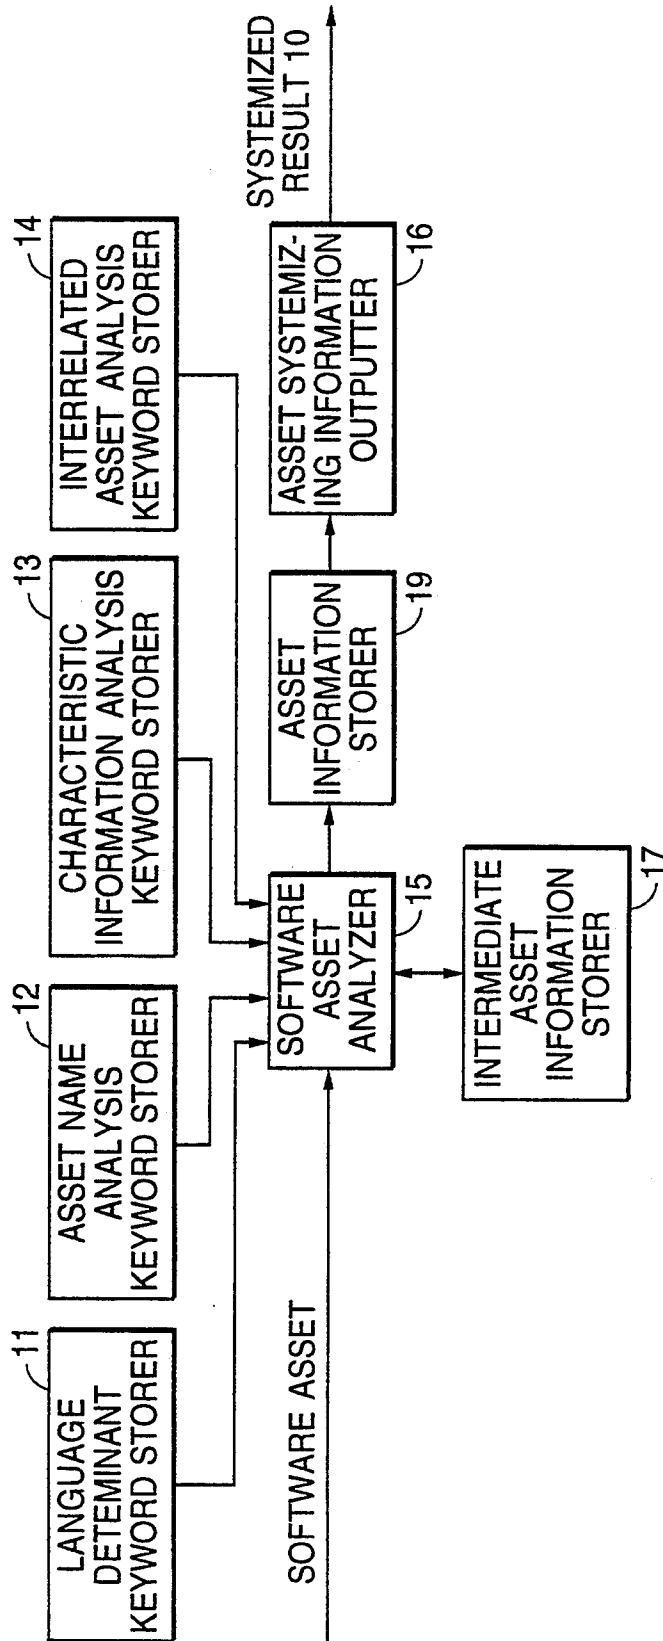 11
LANGUAGE
DETEMINANT
KEYWORD STORER
12
ASSET NAME
ANALYSIS
KEYWORD STORER
13
CHARACTERISTIC
INFORMATION ANALYSIS
KEYWORD STORER
14
INTERRELATED
ASSET ANALYSIS
KEYWORD STORER
SOFTWARE ASSET
SOFTWARE
ASSET
ANALYZER
15
ASSET
INFORMATION
STORER
19
ASSET SYSTEMIZ-
ING INFORMATION
OUTPUTTER
16
SYSTEMIZED
RESULT 10
INTERMEDIATE
ASSET
INFORMATION
STORER
17